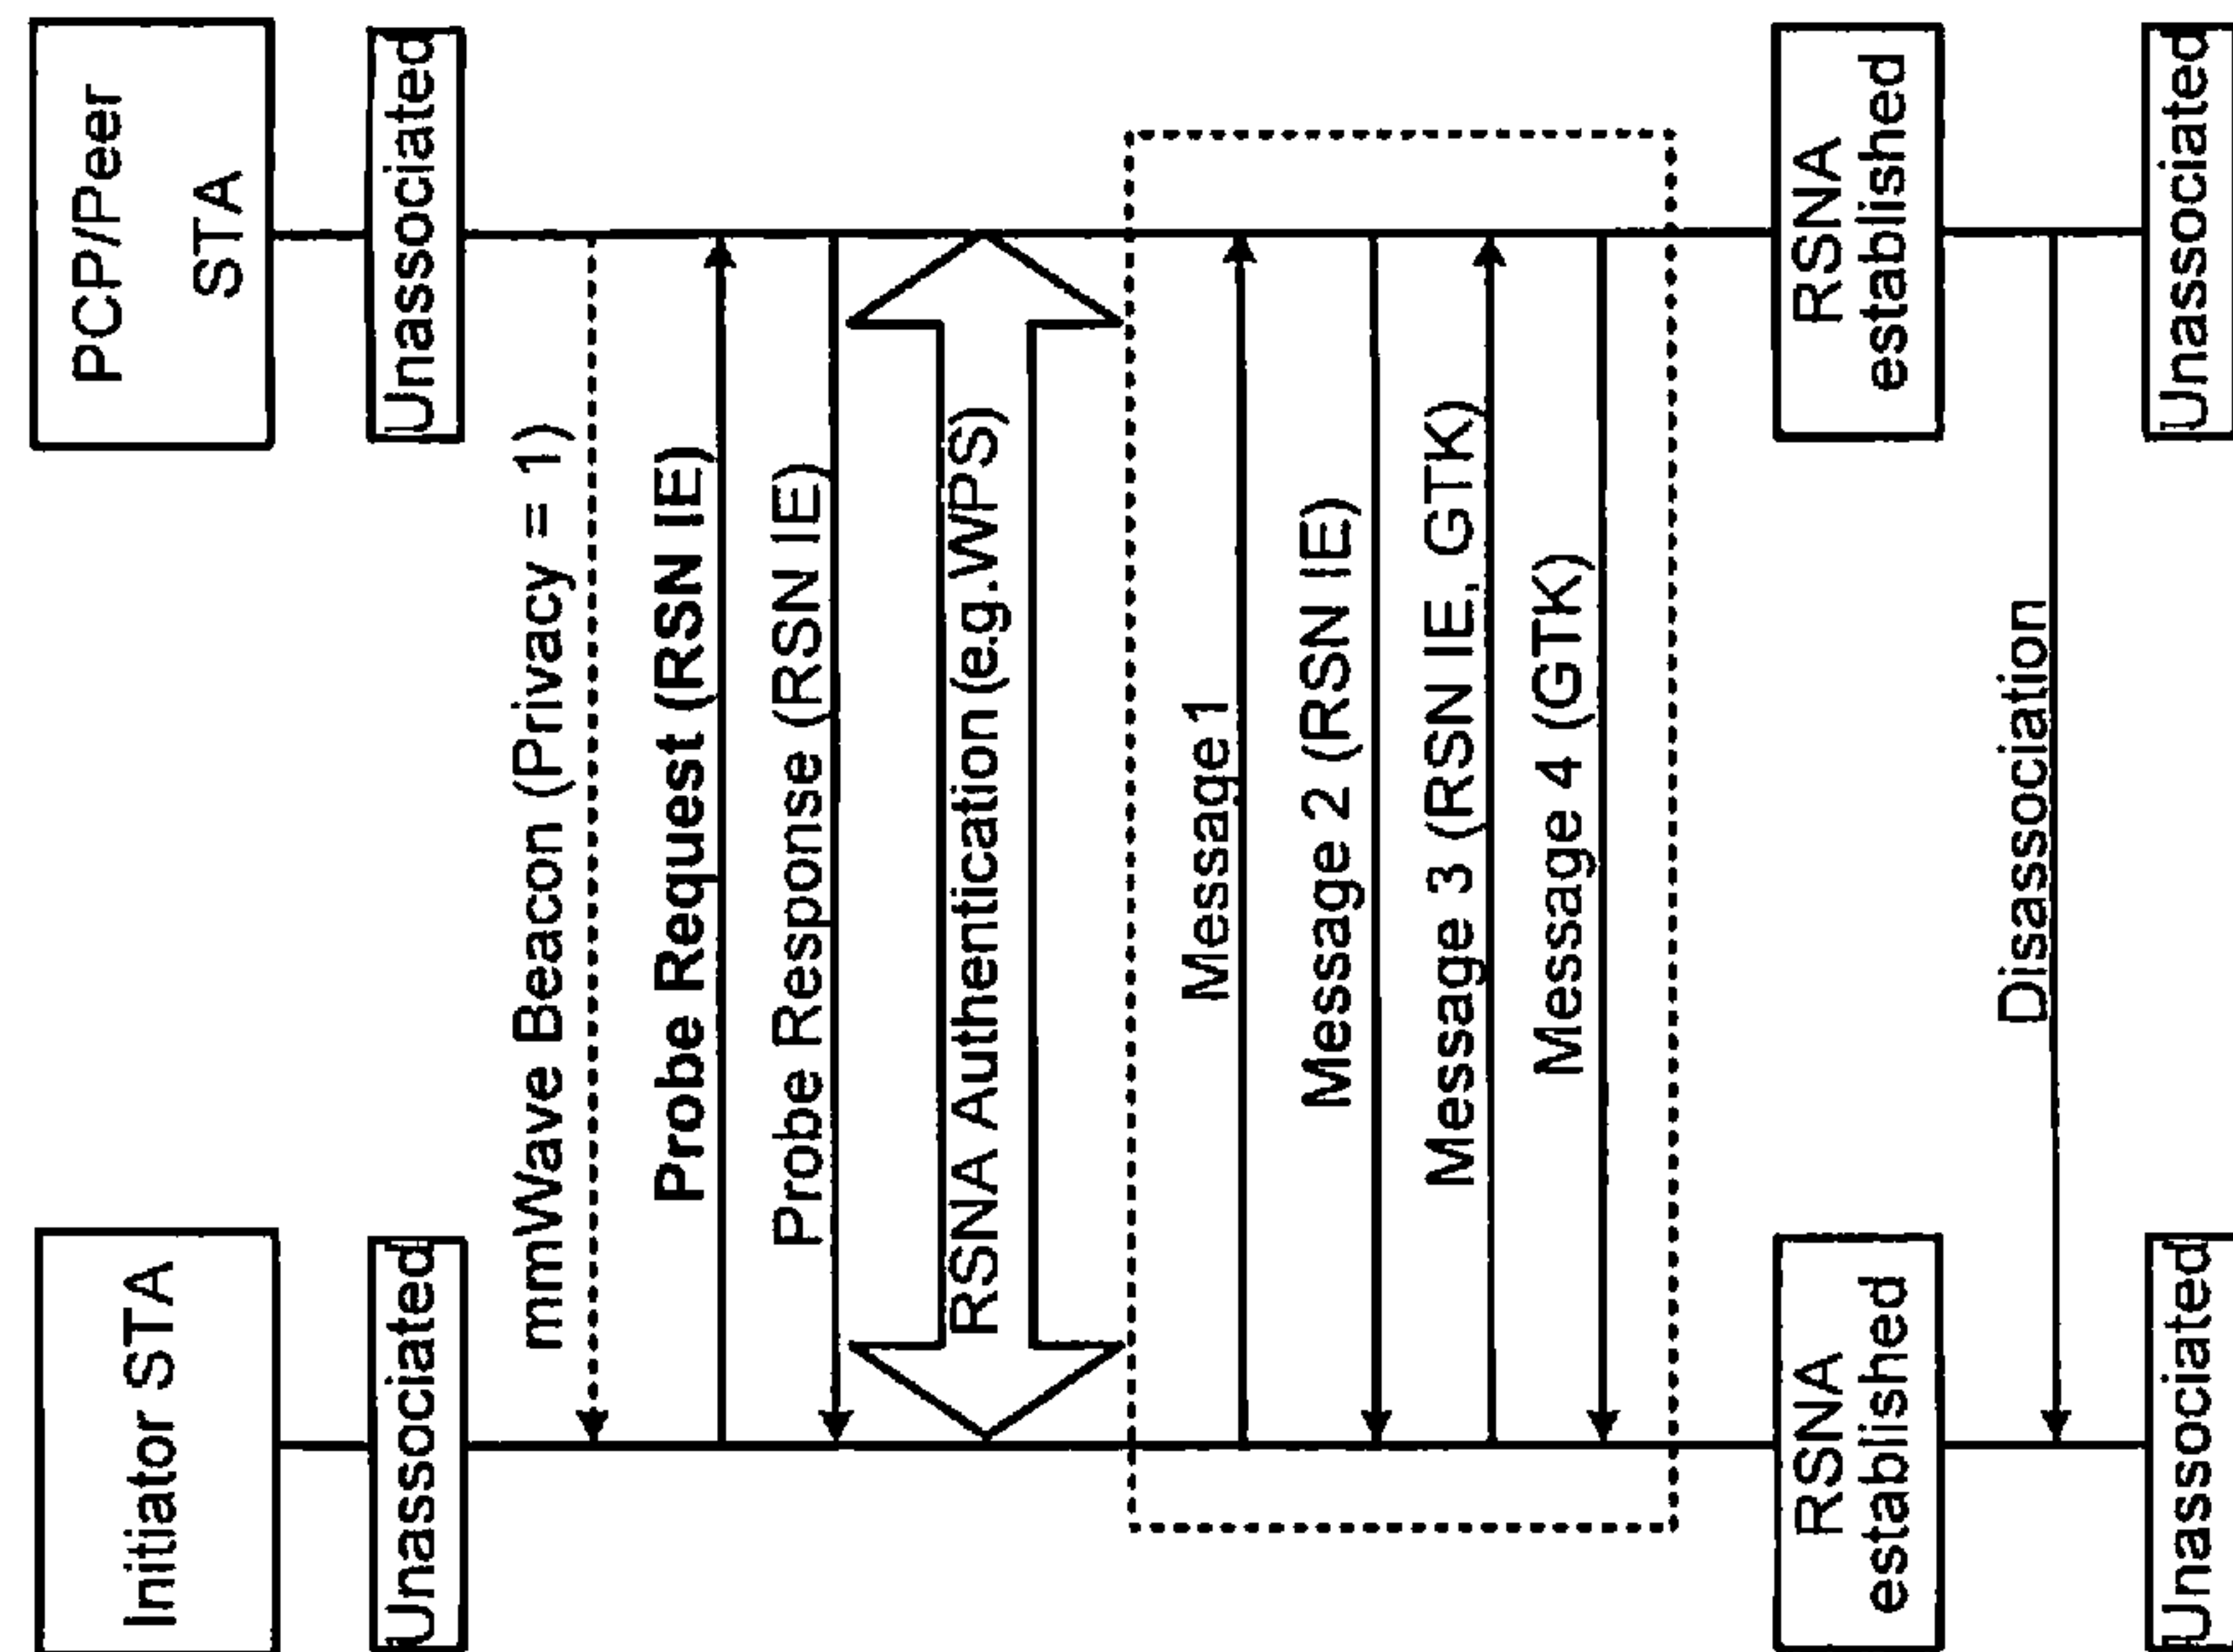 Initiator STA
PCP/Peer
STA
Unassociated
Unassociated
mmWave Beacon (Privacy = 1)
Probe Request (RSN IE)
Probe Response (RSN IE)
RSNA Authentication (e.g.WPS)
Message 1
Message 2 (RSN IE)
Message 3 (RSN IE, GTK)
Message 4 (GTK)
RSNA
established
RSNA
established
Disassociation
Unassociated
Unassociated